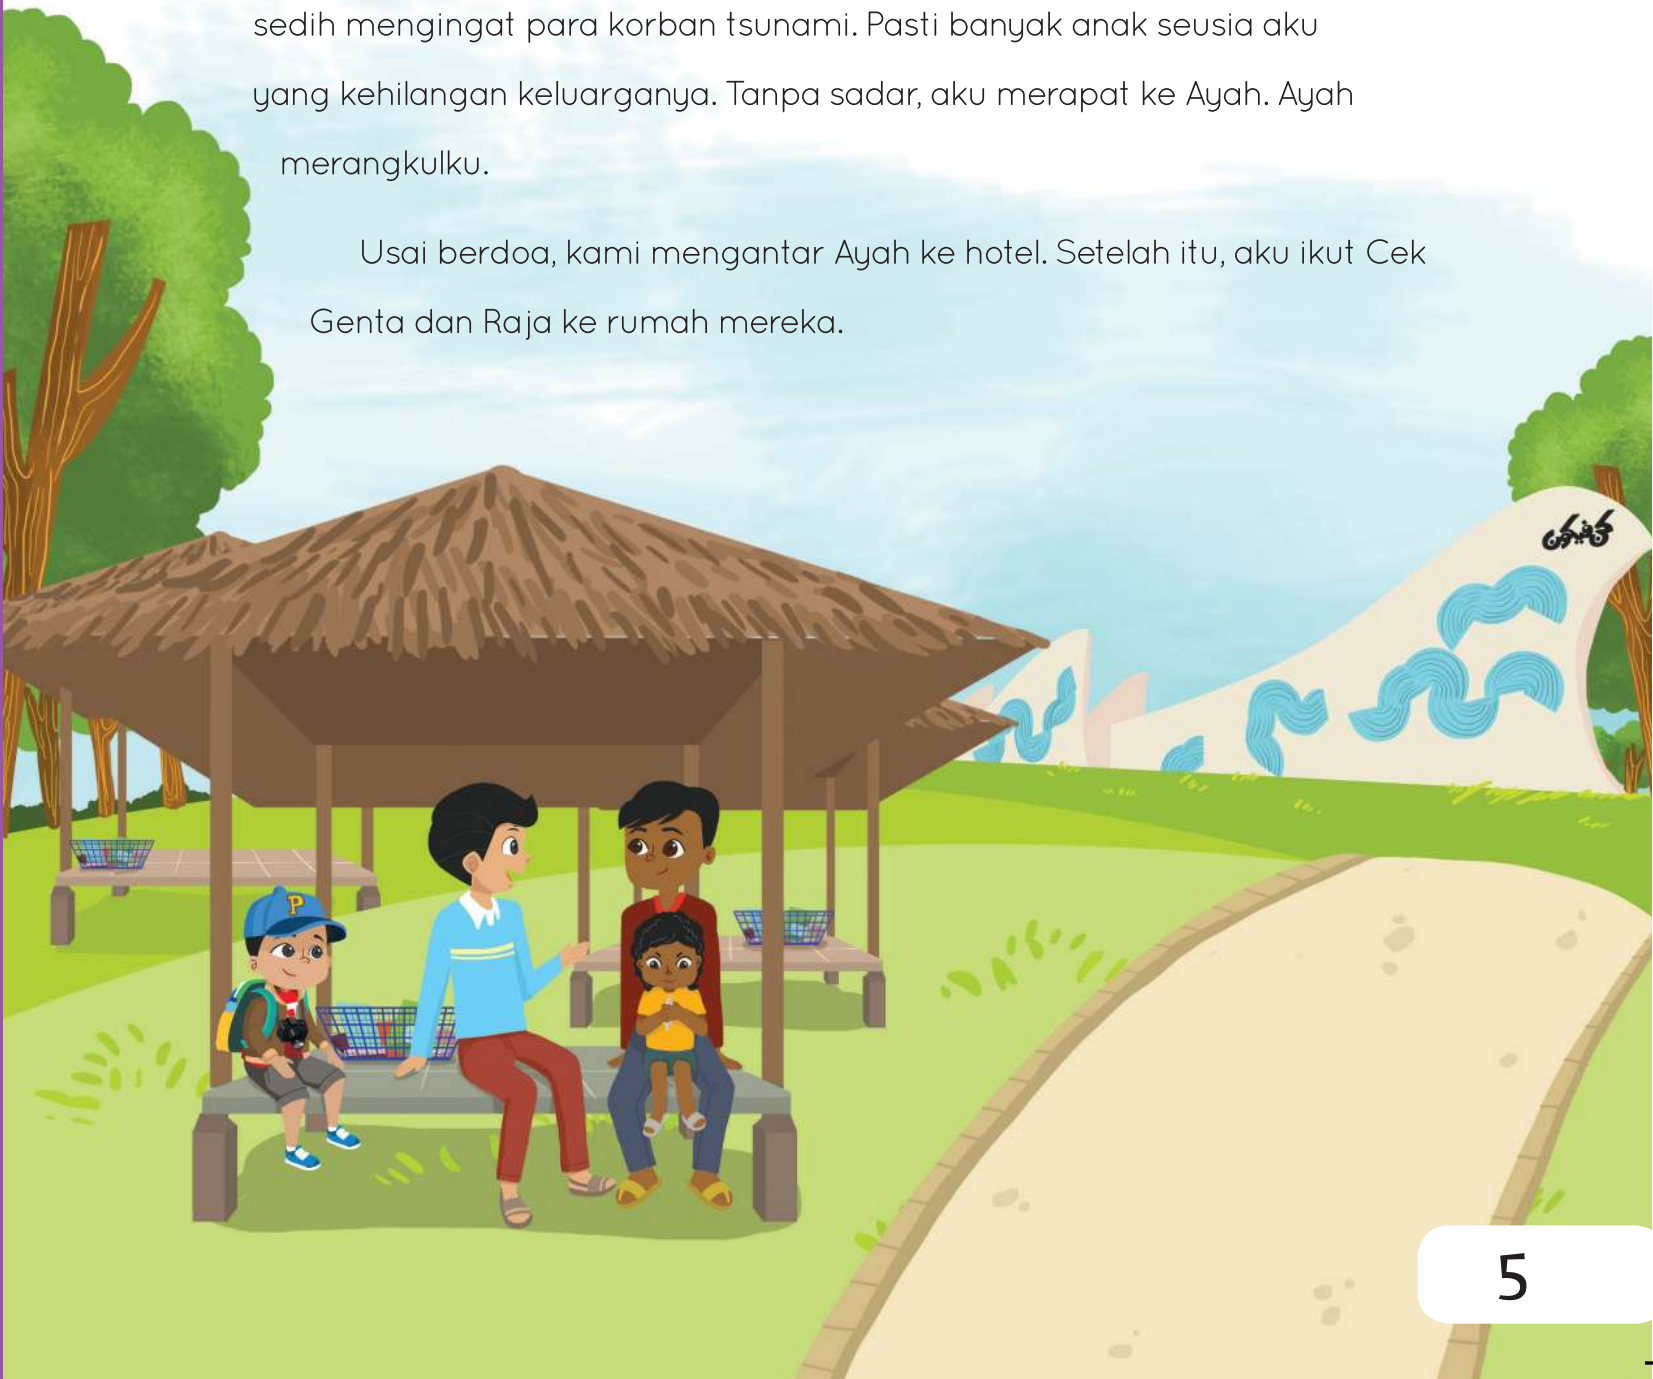 sedih mengingat para korban tsunami. Pasti banyak anak seusia aku
yang kehilangan keluarganya. Tanpa sadar, aku merapat ke Ayah. Ayah
merangkulku.
Usai berdoa, kami mengantar Ayah ke hotel. Setelah itu, aku ikut Cek
Genta dan Raja ke rumah mereka.
P
5